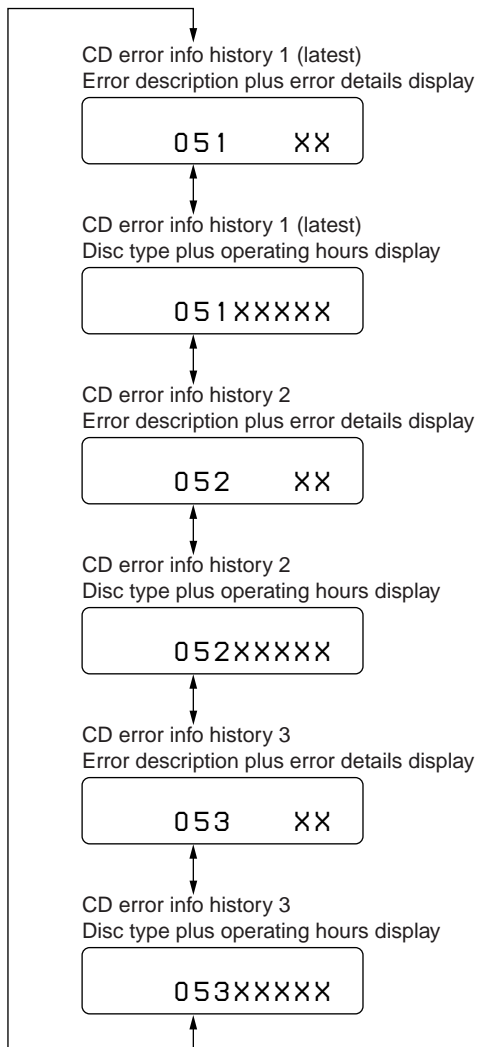 CD error info history 1 (latest)
Error description plus error details display
051 XX
CD error info history 1 (latest)
Disc type plus operating hours display
051XXXXX
CD error info history 2
Error description plus error details display
052 XX
CD error info history 2
Disc type plus operating hours display
052XXXXX
CD error info history 3
Error description plus error details display
053 XX
CD error info history 3
Disc type plus operating hours display
053XXXXX